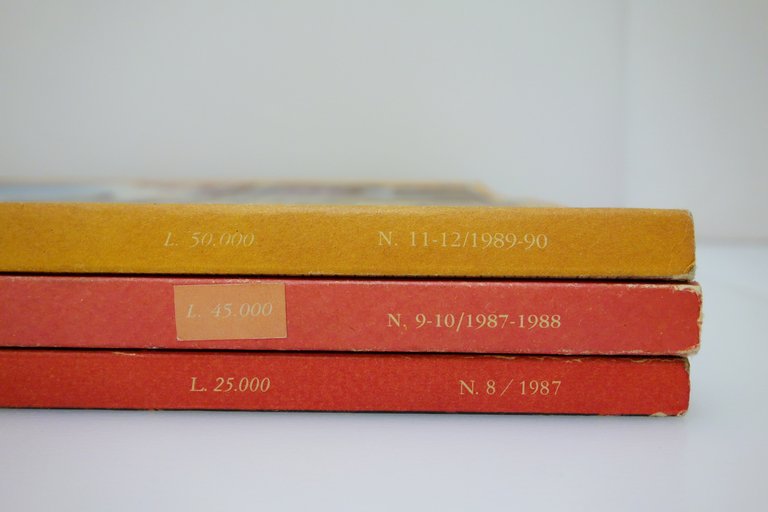 L. 50.000 N. 11-12/1989-90
L. 45.000 N, 9-10/1987-1988
L. 25.000 N. 8 / 1987